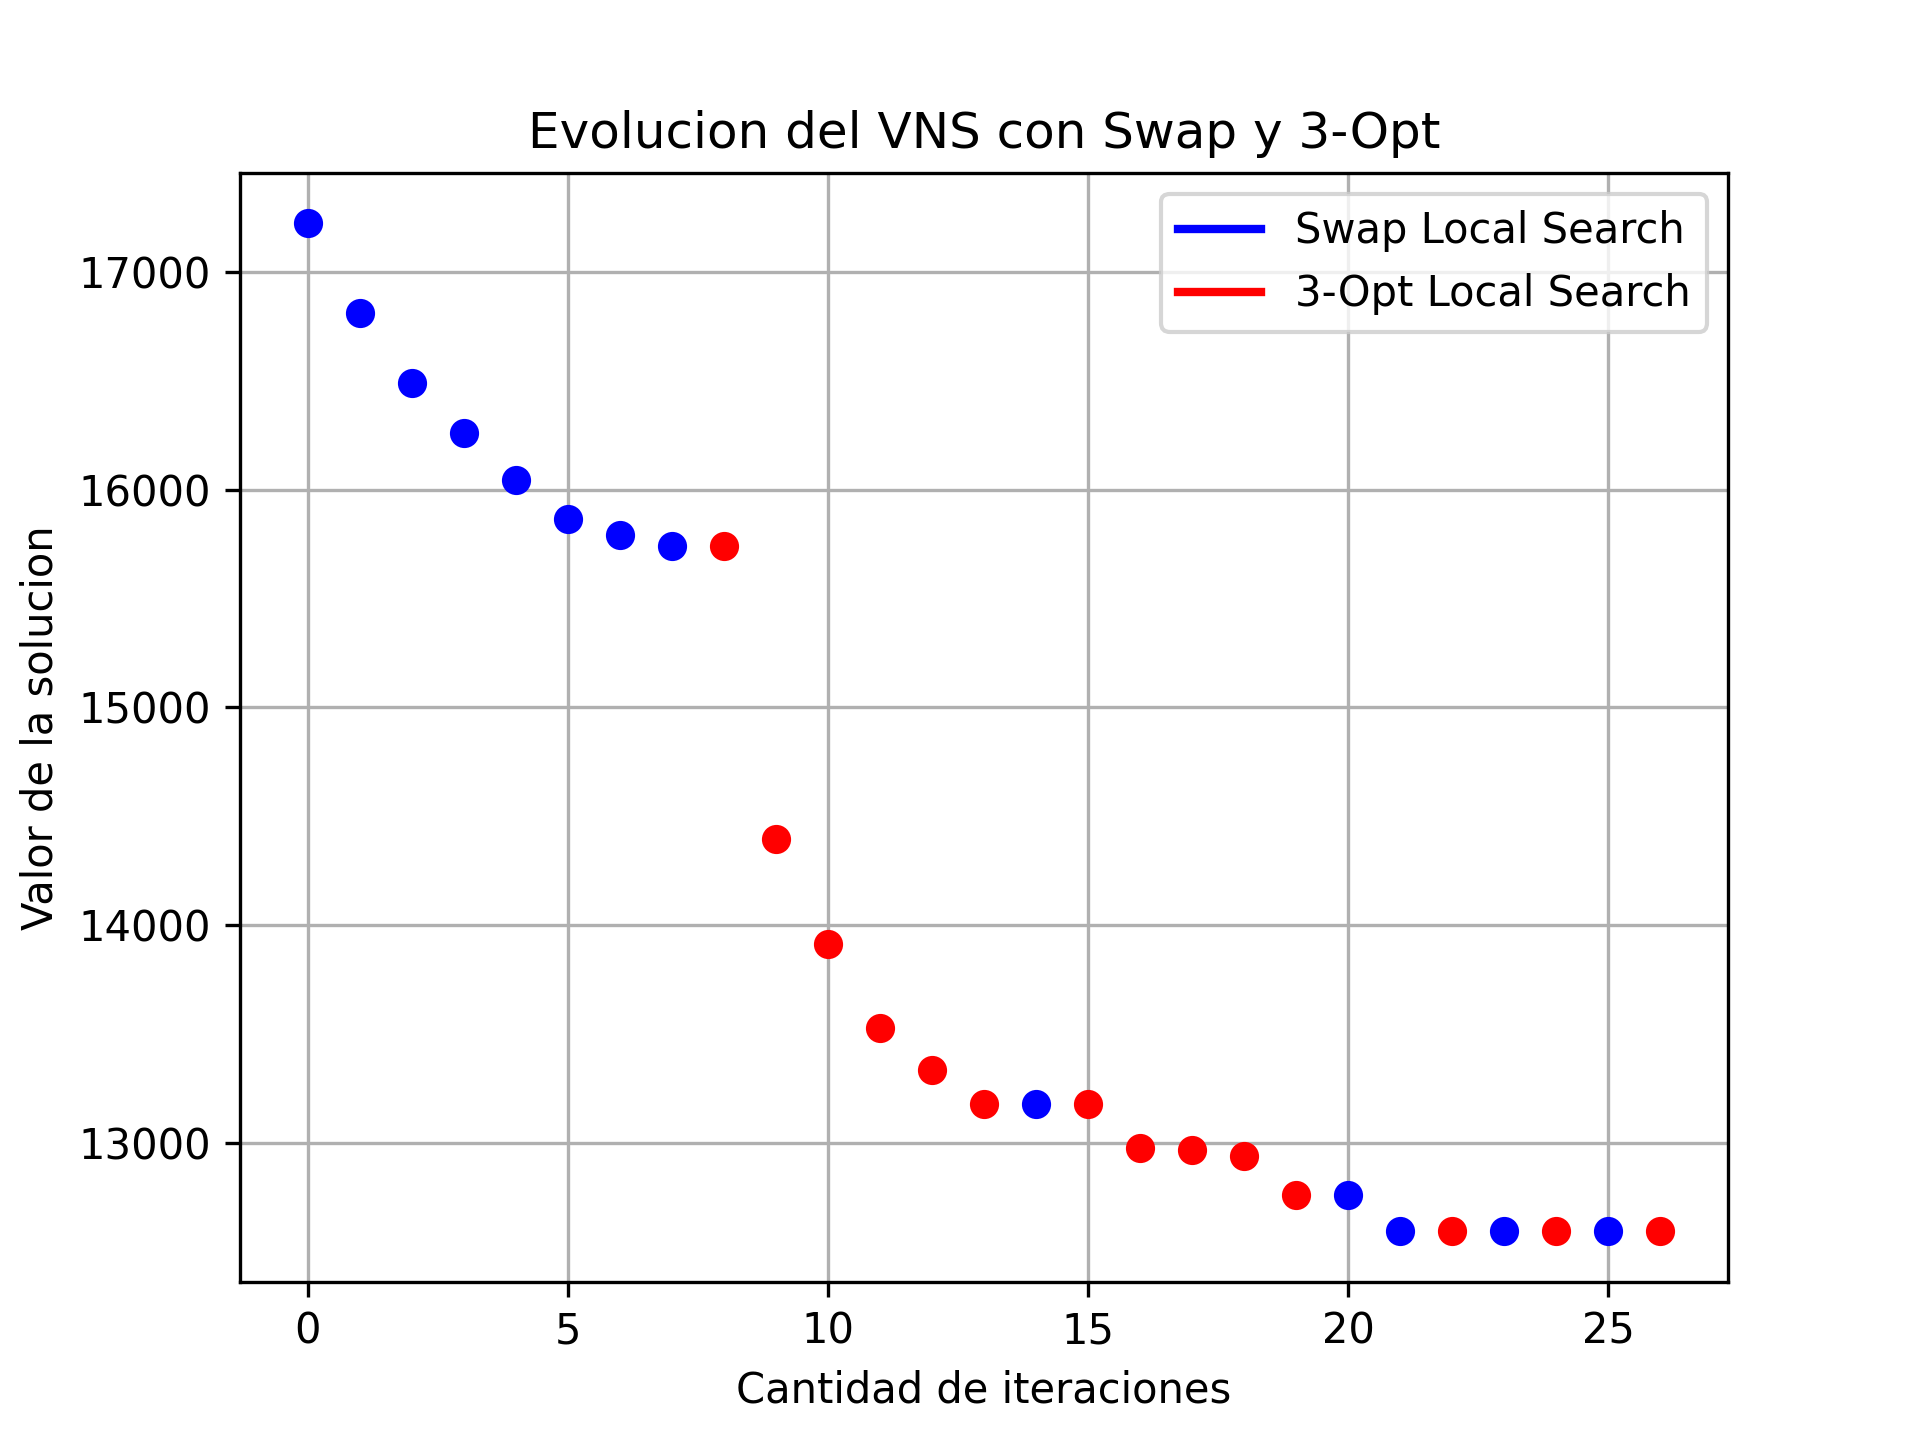 Evolucion del VNS con Swap y 3-Opt
Swap Local Search
3-Opt Local Search
Valor de la solucion
17000
16000
15000
14000
13000
0 5 10 15 20 25
Cantidad de iteraciones